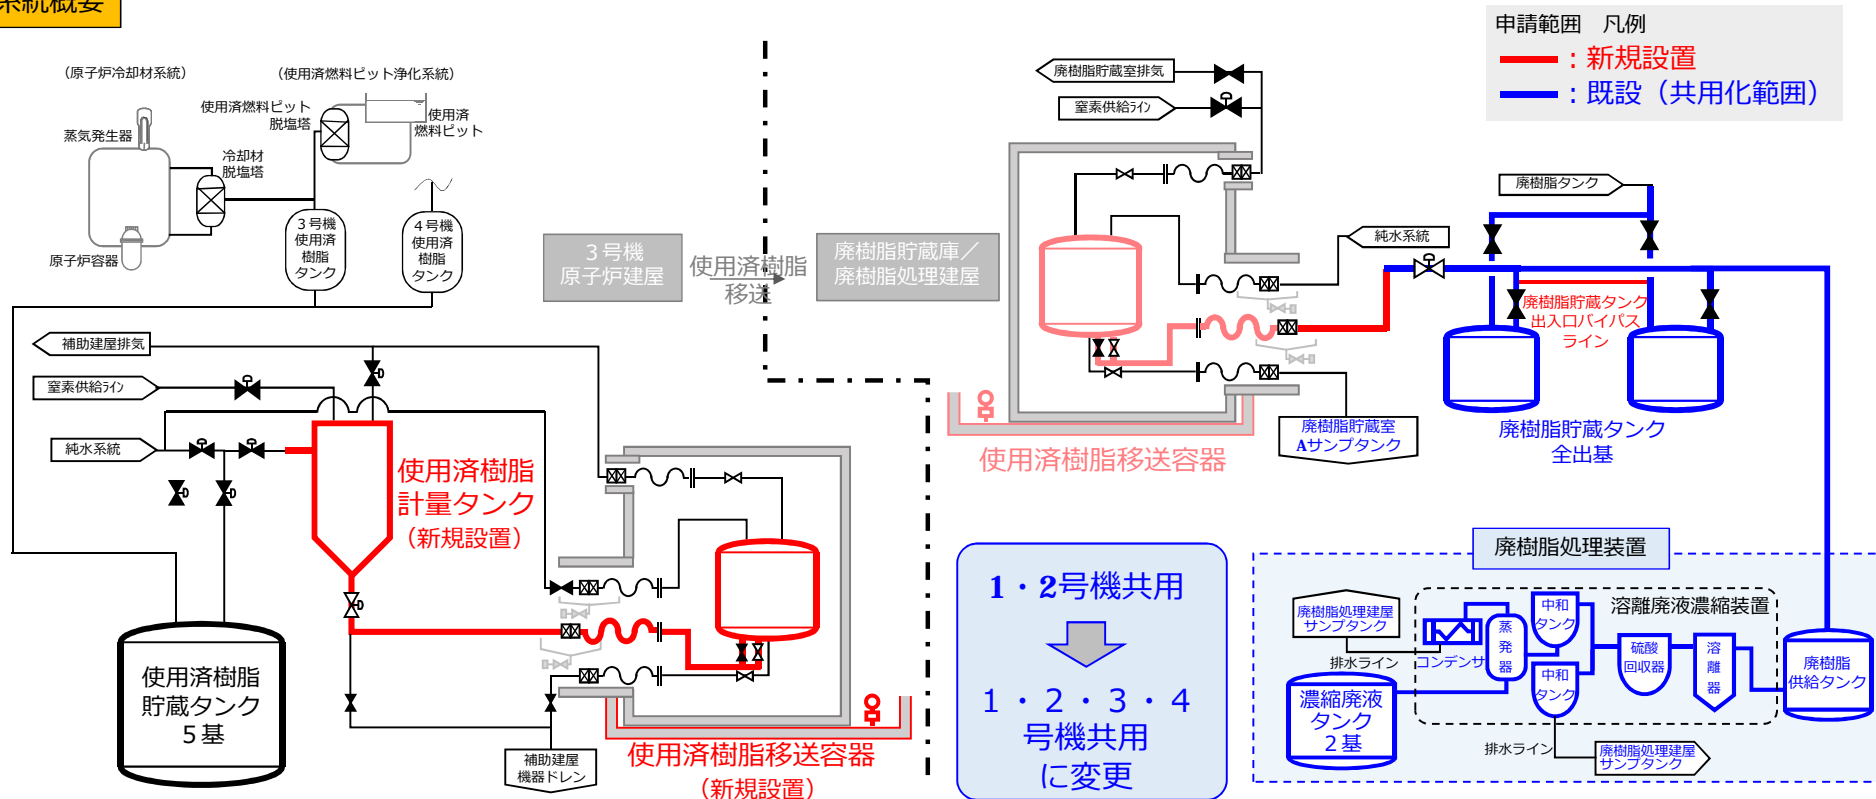 系統概要
申請範囲　凡例
：新規設置
：既設（共用化範囲）
（原子炉冷却材系統）
（使用済燃料ピット浄化系統）
使用済燃料ピット
脱塩塔
使用済
燃料ピット
蒸気発生器
冷却材
脱塩塔
原子炉容器
３号機
使用済
樹脂
タンク
４号機
使用済
樹脂
タンク
３号機
原子炉建屋
使用済樹脂
移送
廃樹脂貯蔵庫／
廃樹脂処理建屋
廃樹脂貯蔵室排気
窒素供給ﾗｲﾝ
廃樹脂タンク
純水系統
廃樹脂貯蔵タンク
出入口バイパス
ライン
廃樹脂貯蔵タンク
全出基
廃樹脂貯蔵室
Aサンプタンク
使用済樹脂移送容器
補助建屋排気
窒素供給ﾗｲﾝ
純水系統
使用済樹脂
計量タンク
（新規設置）
使用済樹脂
貯蔵タンク
５基
補助建屋
機器ドレン
使用済樹脂移送容器
（新規設置）
1・2号機共用
１・２・３・４
号機共用
に変更
廃樹脂処理装置
溶離廃液濃縮装置
廃樹脂処理建屋
サンプタンク
排水ライン
コンデンサ
蒸
発
器
中和
タンク
中和
タンク
硫酸
回収器
溶
離
器
廃樹脂
供給タンク
濃縮廃液
タンク
２基
排水ライン
廃樹脂処理建屋
サンプタンク